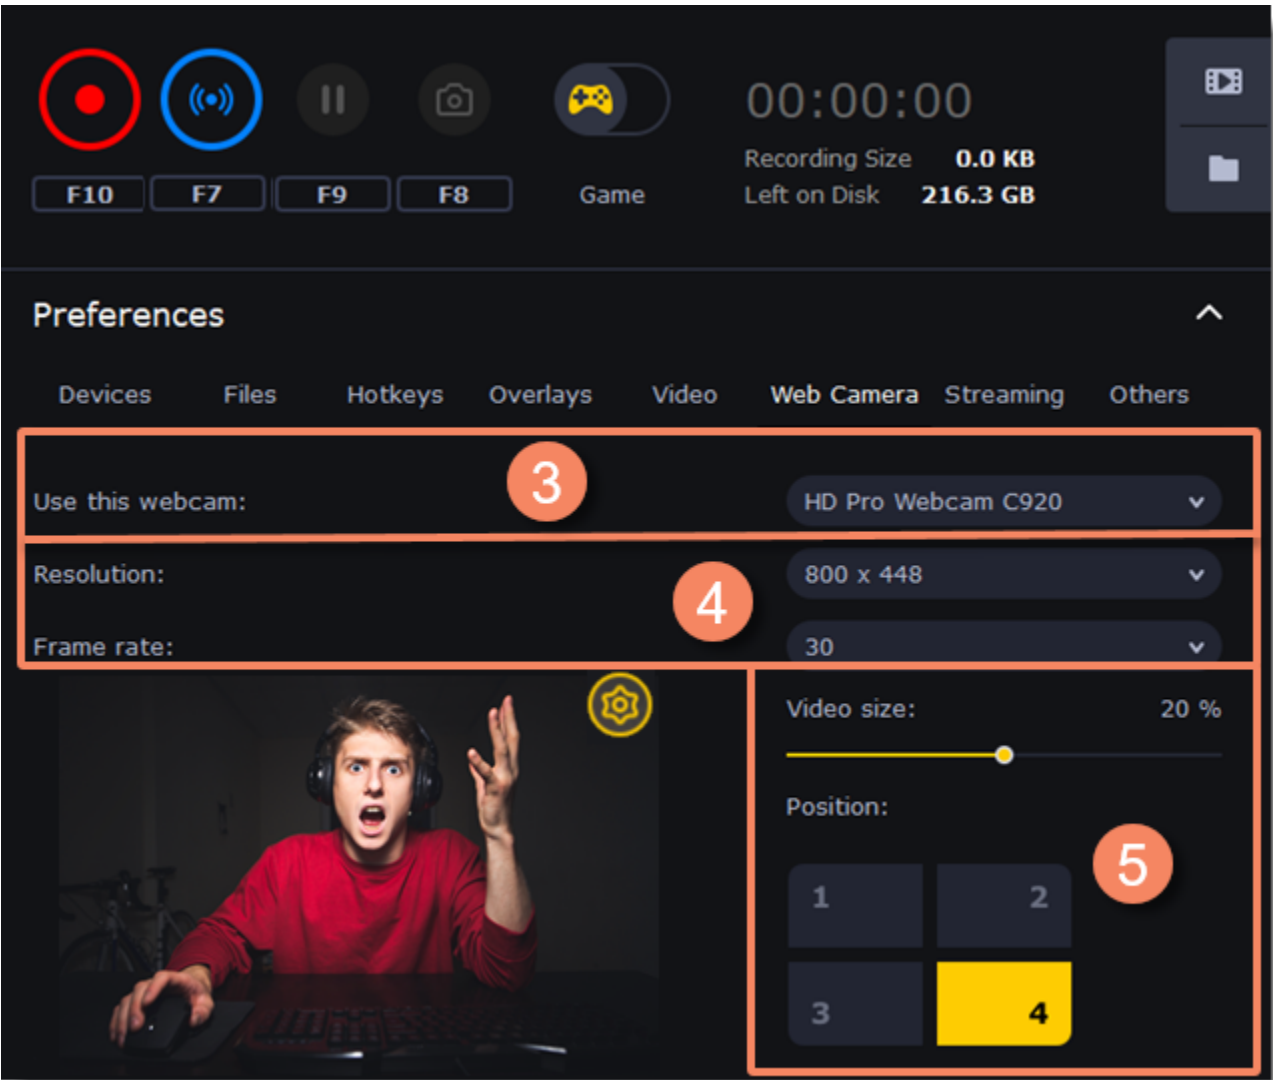 00:00:00
Recording Size 0.0 KB
F10 F7 F9 F8 Game Left on Disk 216.3 GB
Preferences
Devices Files Hotkeys Overlays Video Web Camera Streaming Others
3
Use this webcam: HD Pro Webcam C920
Resolution: 800 x 448
4
Frame rate: 30
Video size: 20 %
Position:
5
1 2
3 4